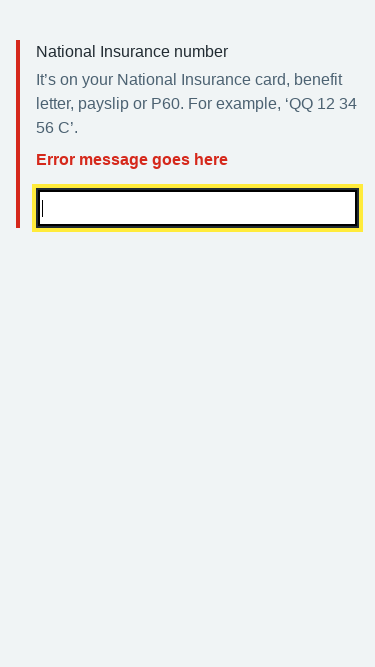 National Insurance number
It's on your National Insurance card, benefit
letter, payslip or P60. For example, ‘QQ 12 34
56 C’.
Error message goes here